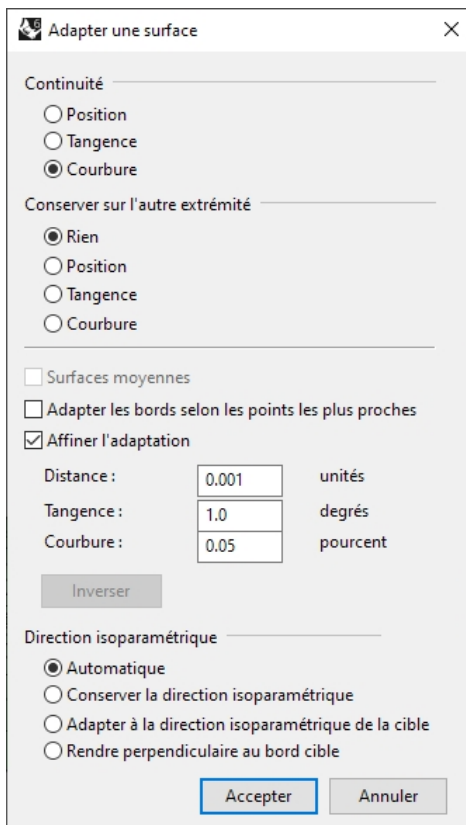 Adapter une surface
Continuité
Position
Tangence
Courbure
Conserver sur l'autre extrémité
Rien
Position
Tangence
Courbure
Surfaces moyennes
Adapter les bords selon les points les plus proches
Affiner l'adaptation
Distance : 0.001 unités
Tangence : 1.0 degrés
Courbure : 0.05 pourcent
Inverser
Direction isoparamétrique
Automatique
Conserver la direction isoparamétrique
Adapter à la direction isoparamétrique de la cible
Rendre perpendiculaire au bord cible
Accepter Annuler